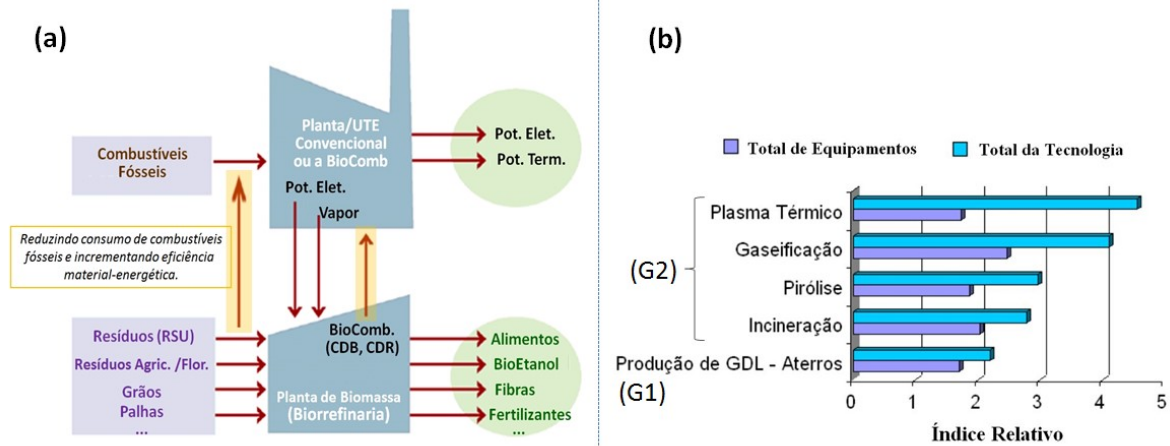 (a)
Combustíveis
Fósseis
Planta/UTE
Convencional
ou a BioComb
Pot. Elet.
Vapor
Pot. Elet.
Pot. Term.
Reduzindo consumo de combustíveis
fósseis e incrementando eficiência
material-energética.
Resíduos (RSU)
Resíduos Agric. /Flor.
Grãos
Palhas
...
BioComb.
(CDB, CDR)
Planta de Biomassa
(Biorrefinaria)
Alimentos
BioEtanol
Fibras
Fertilizantes
...
(b)
Total de Equipamentos
Total da Tecnologia
(G2)
Plasma Térmico
Gaseificação
Pirólise
Incineração
Produção de GDL - Aterros
(G1)
0 1 2 3 4 5
Índice Relativo